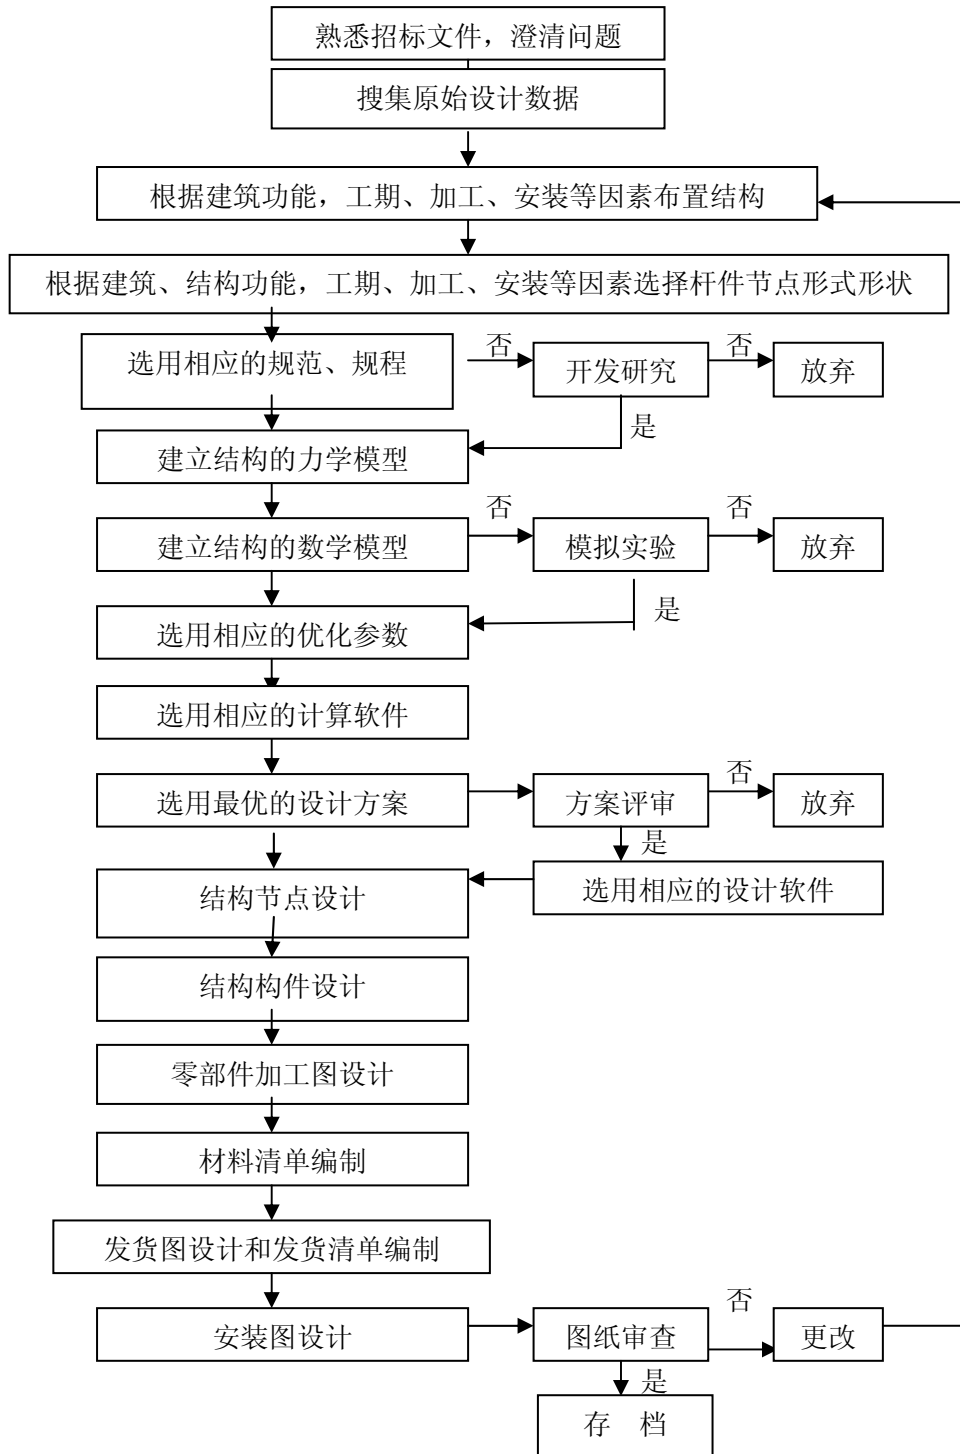 熟悉招标文件，澄清问题
搜集原始设计数据
根据建筑功能，工期、加工、安装等因素布置结构
根据建筑、结构功能，工期、加工、安装等因素选择杆件节点形式形状
选用相应的规范、规程
否
开发研究
否
放弃
是
建立结构的力学模型
建立结构的数学模型
否
模拟实验
否
放弃
是
选用相应的优化参数
选用相应的计算软件
选用最优的设计方案
方案评审
否
放弃
是
选用相应的设计软件
结构节点设计
结构构件设计
零部件加工图设计
材料清单编制
发货图设计和发货清单编制
安装图设计
图纸审查
否
更改
是
存 档